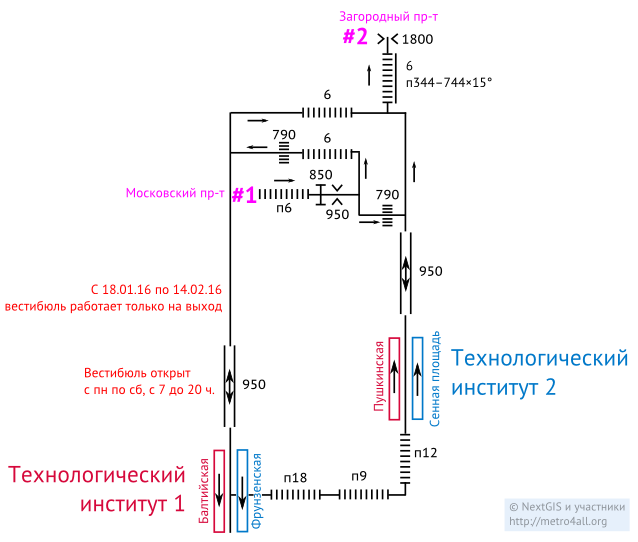 Загородный пр-т
#2
1800
6
п344–744×15°
6
790
6
850
Московский пр-т
#1
790
п6
950
С 18.01.16 по 14.02.16
вестибюль работает только на выход
950
Вестибюль открыт
с пн по сб, с 7 до 20 ч.
950
Пушкинская
Сенная площадь
Технологический
институт 2
п12
Технологический
институт 1
Балтийская
Фрунзенская
п18
п9
© NextGIS и участники
http://metro4all.org